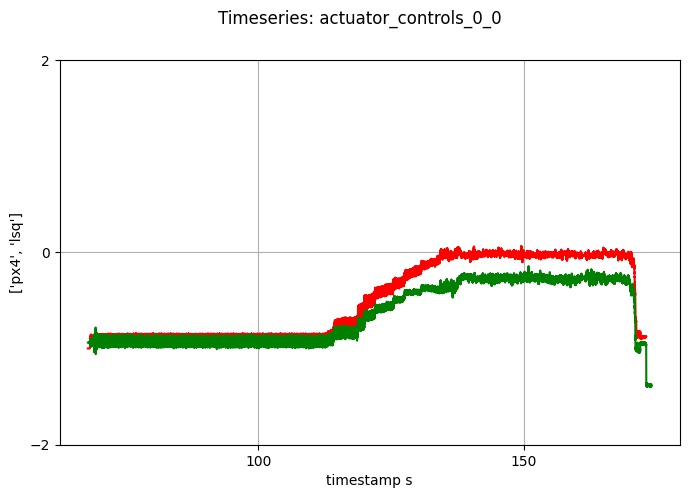 Timeseries: actuator_controls_0_0
2
0
−2
['px4', 'lsq']
100
150
timestamp s